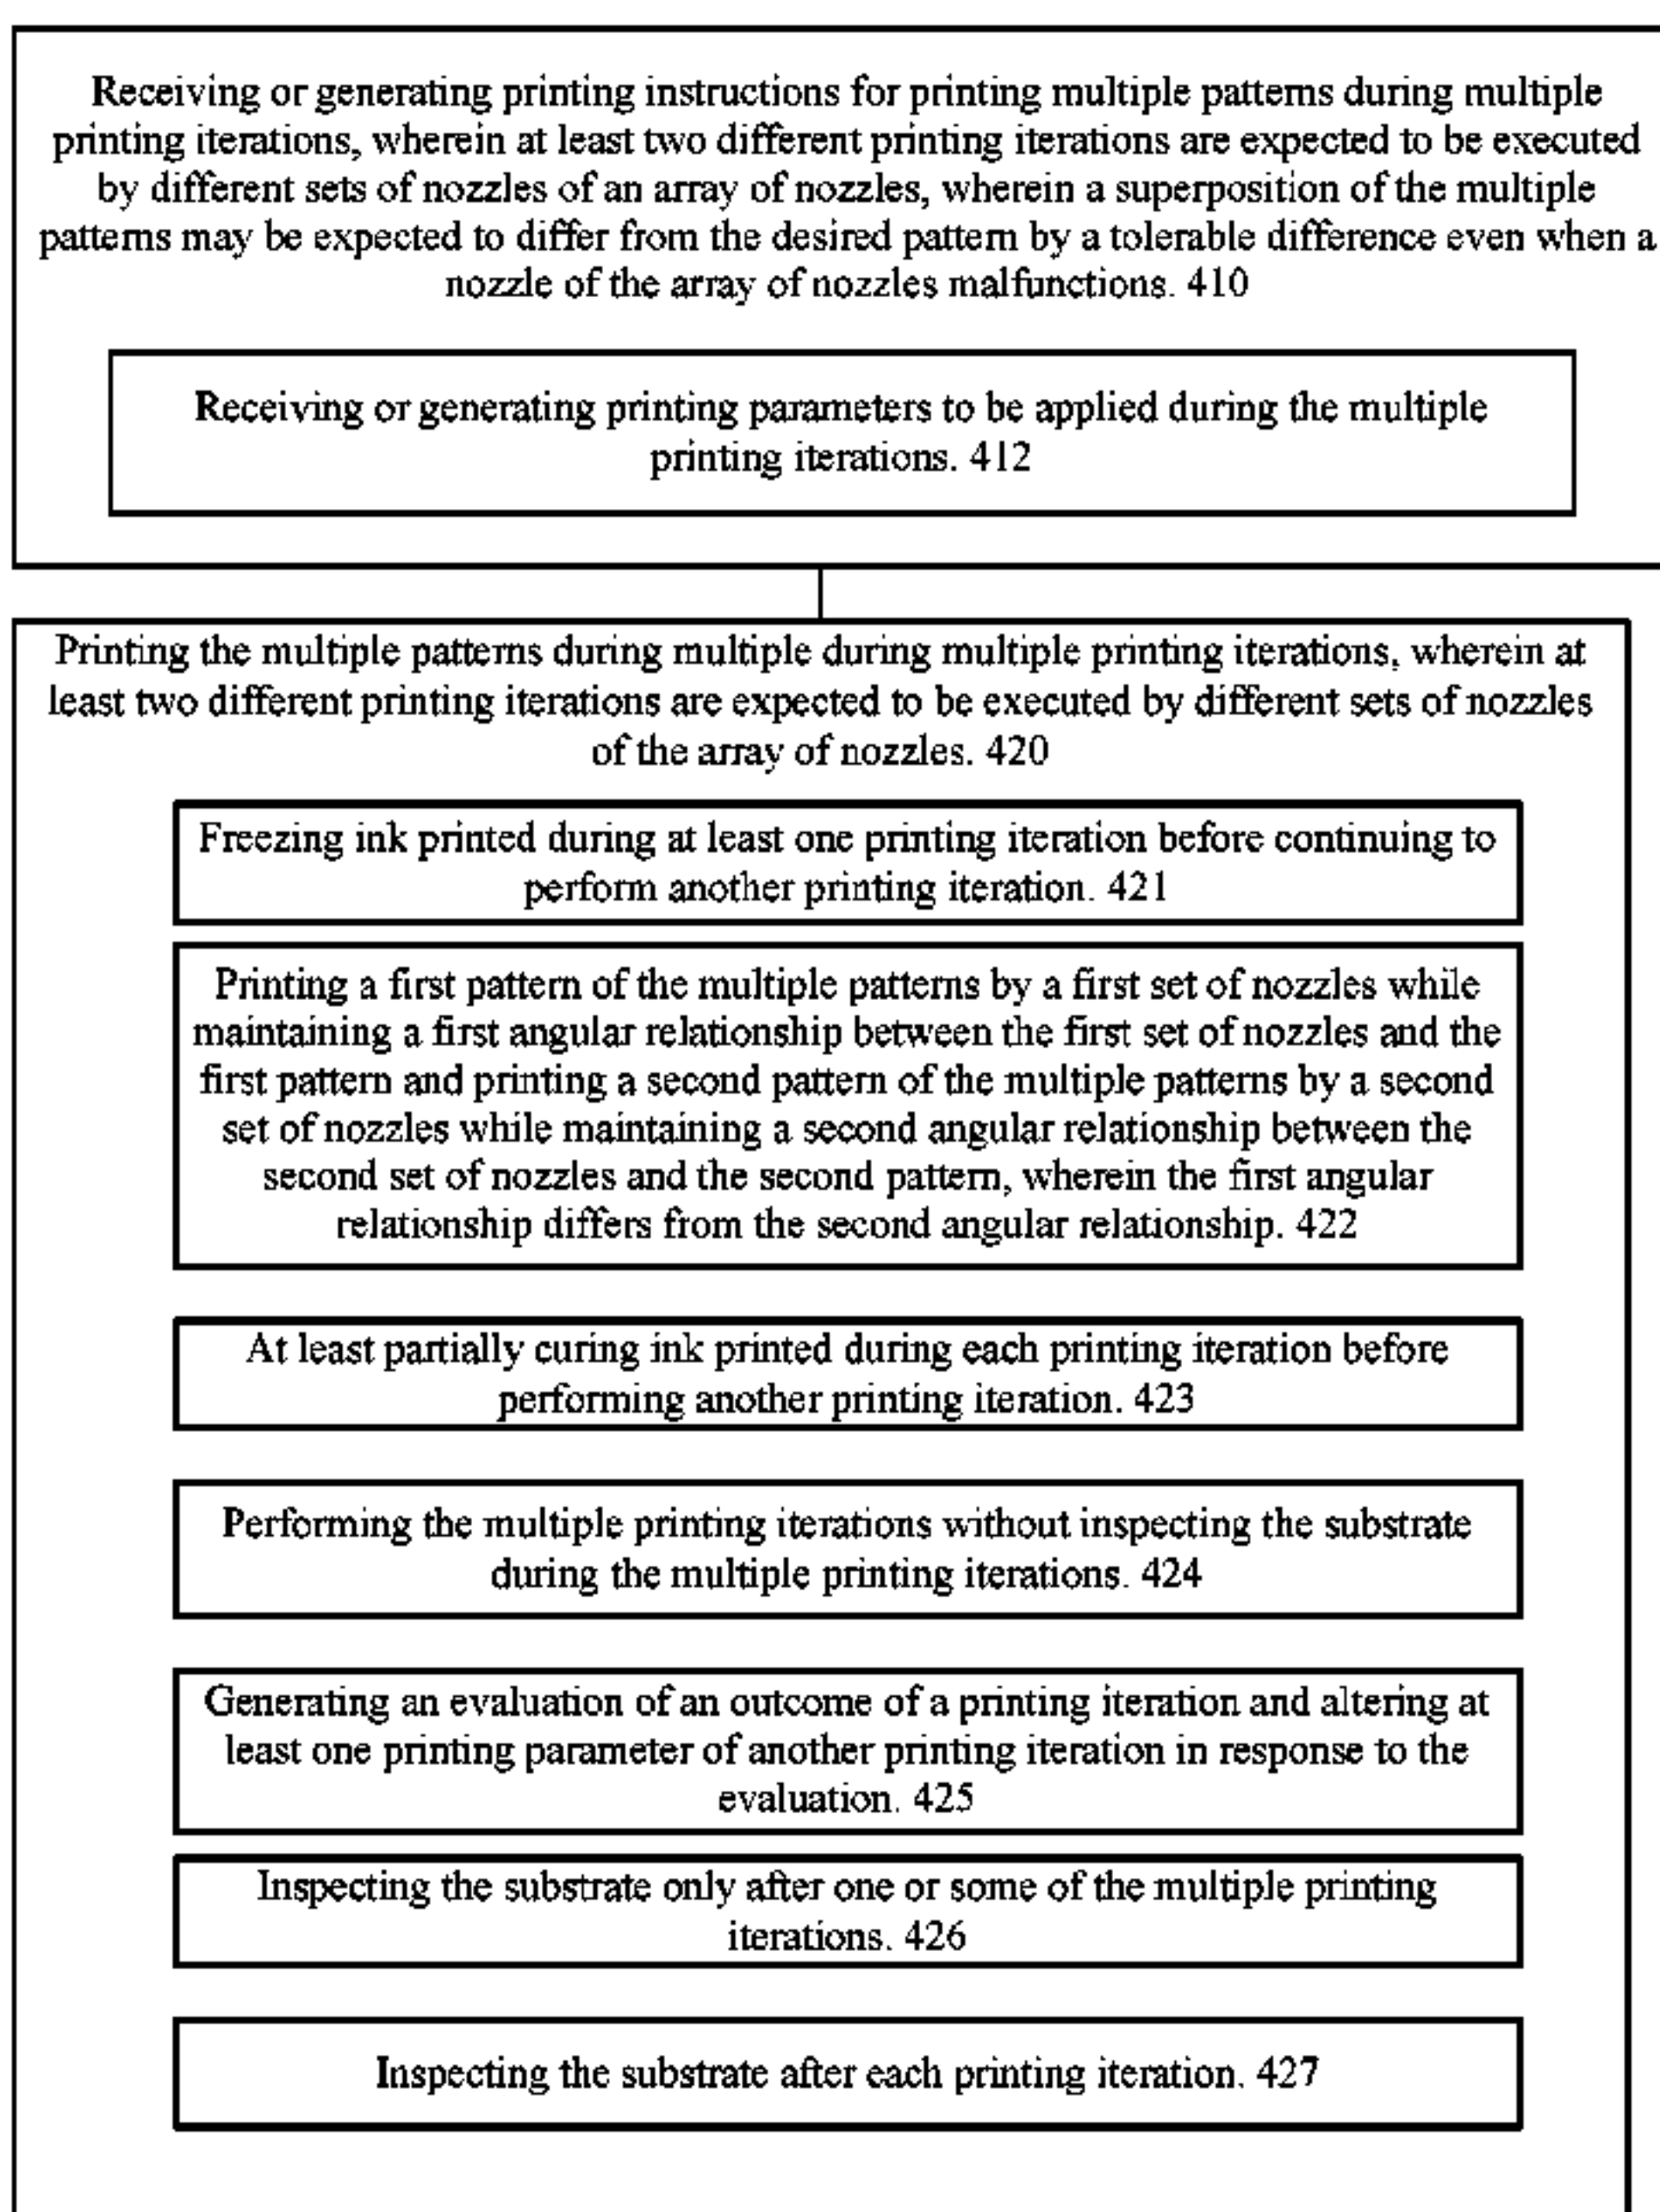 Receiving or generating printing instructions for printing multiple patterns during multiple
printing iterations, wherein at least two different printing iterations are expected to be executed
by different sets of nozzles of an array of nozzles, wherein a superposition of the multiple
patterns may be expected to differ from the desired pattern by a tolerable difference even when a
nozzle of the array of nozzles malfunctions. 410
Receiving or generating printing parameters to be applied during the multiple
printing iterations. 412
Printing the multiple patterns during multiple during multiple printing iterations, wherein at
least two different printing iterations are expected to be executed by different sets of nozzles
of the array of nozzles. 420
Freezing ink printed during at least one printing iteration before continuing to
perform another printing iteration. 421
Printing a first pattern of the multiple patterns by a first set of nozzles while
maintaining a first angular relationship between the first set of nozzles and the
first pattern and printing a second pattern of the multiple patterns by a second
set of nozzles while maintaining a second angular relationship between the
second set of nozzles and the second pattern, wherein the first angular
relationship differs from the second angular relationship. 422
At least partially curing ink printed during each printing iteration before
performing another printing iteration. 423
Performing the multiple printing iterations without inspecting the substrate
during the multiple printing iterations. 424
Generating an evaluation of an outcome of a printing iteration and altering at
least one printing parameter of another printing iteration in response to the
evaluation. 425
Inspecting the substrate only after one or some of the multiple printing
iterations. 426
Inspecting the substrate after each printing iteration. 427